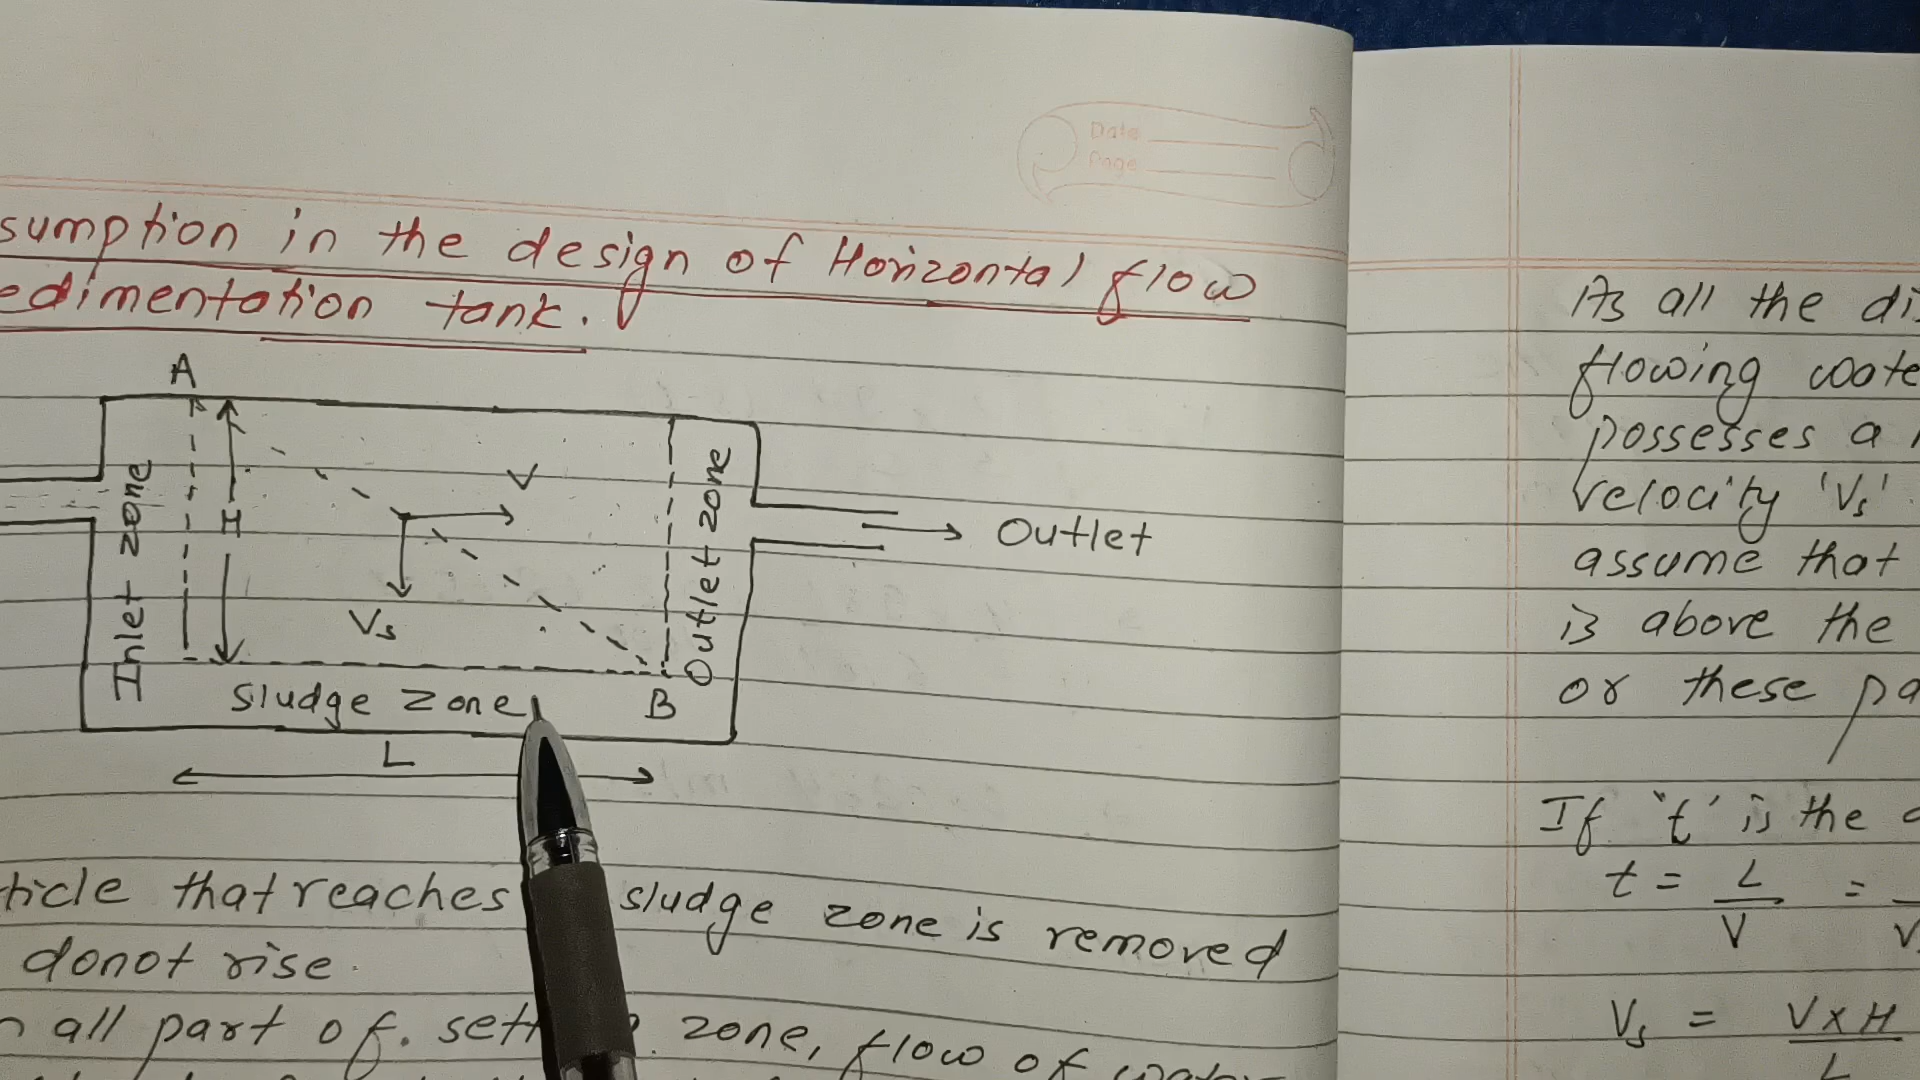 Date
Page
sumption in the design of Horizontal flow
edimentation tank.
A
H
V
Vs
Inlet zone
Outlet zone
Outlet
Sludge zone
B
L
ticle that reaches sludge zone is removed
donot rise.
all part of. sett zone, flow of water
As all the di
flowing wate
possesses a
velocity 'Vs'
assume that
is above the
or these pa
If 't' is the
t = L/V =
Vs = V x H / L